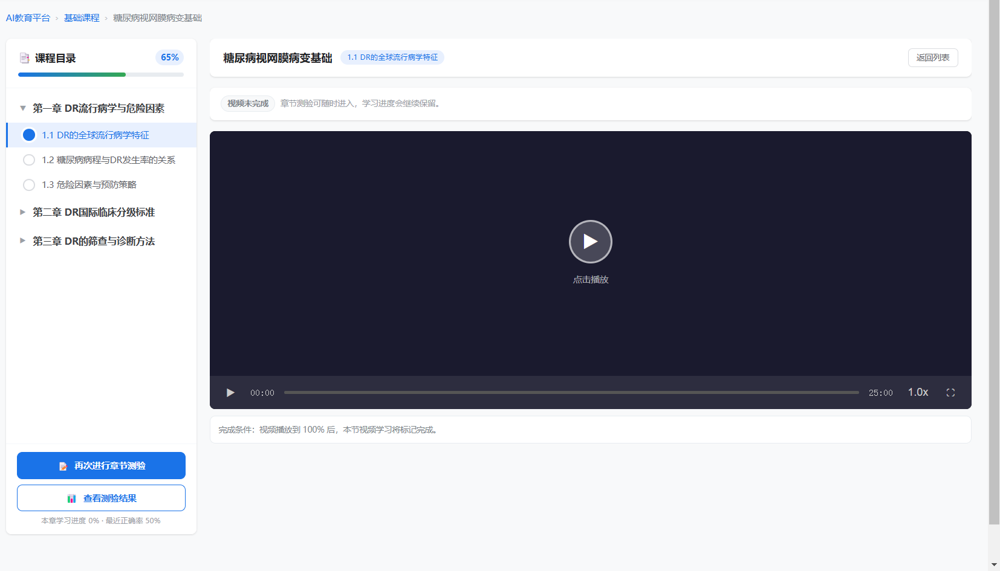 AI教育平台 › 基础课程 › 糖尿病视网膜病变基础
课程目录 65%
第一章 DR流行病学与危险因素
1.1 DR的全球流行病学特征
1.2 糖尿病病程与DR发生率的关系
1.3 危险因素与预防策略
第二章 DR国际临床分级标准
第三章 DR的筛查与诊断方法
再次进行章节测验
查看测验结果
本章学习进度 0% · 最近正确率 50%
糖尿病视网膜病变基础 1.1 DR的全球流行病学特征 返回列表
视频未完成 章节测验可随时进入，学习进度会继续保留。
点击播放
00:00 25:00 1.0x
完成条件：视频播放到 100% 后，本节视频学习将标记完成。